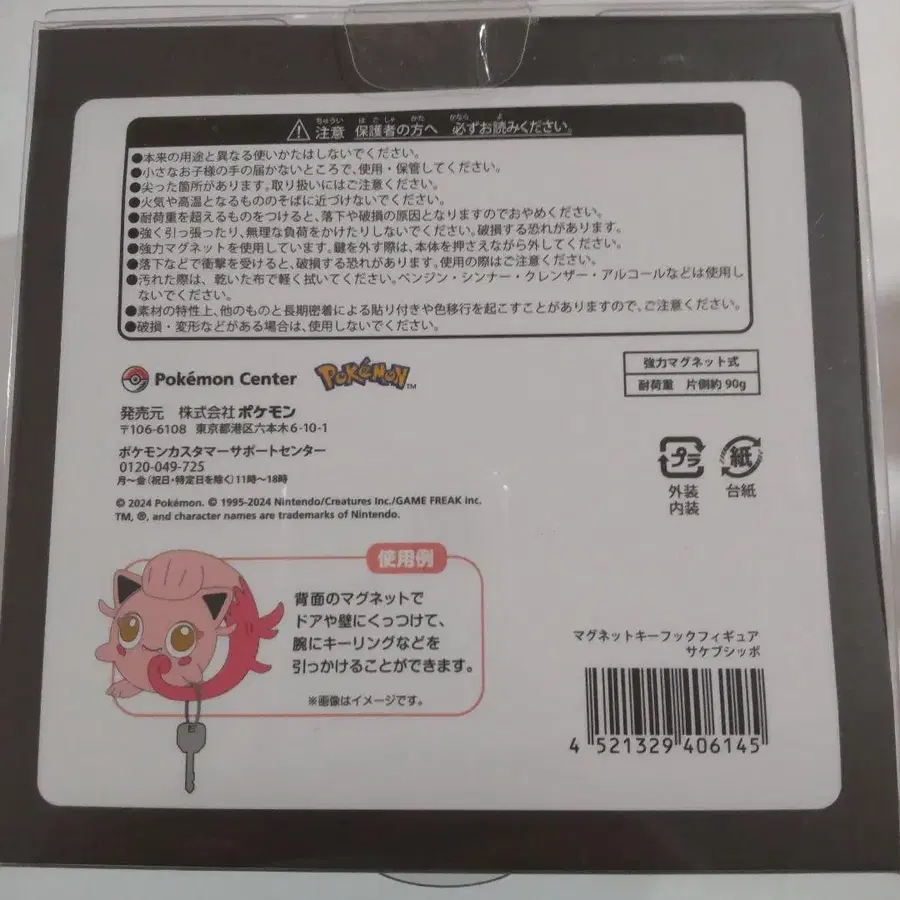 注意 保護者の方へ 必ずお読みください。
●本来の用途と異なる使いかたはしないでください。
●小さなお子様の手の届かないところで、使用・保管してください。
●尖った箇所があります。取り扱いにはご注意ください。
●火気や高温となるもののそばに近づけないでください。
●耐荷重を超えるものをつけると、落下や破損の原因となりますのでおやめください。
●強く引っ張ったり、無理な負荷をかけたりしないでください。破損する恐れがあります。
●強力マグネットを使用しています。鍵を外す際は、本体を押さえながら外してください。
●落下などで衝撃を受けると、破損する恐れがあります。使用の際はご注意ください。
●汚れた際は、乾いた布で軽く拭いてください。ベンジン・シンナー・クレンザー・アルコールなどは使用し
ないでください。
●素材の特性上、他のものと長期密着による貼り付きや色移行を起こすことがありますので、ご注意ください。
●破損・変形などがある場合は、使用しないでください。
Pokémon Center POKéMON TM
強力マグネット式
耐荷重 片側約90g
発売元 株式会社ポケモン
〒106-6108 東京都港区六本木6-10-1
ポケモンカスタマーサポートセンター
0120-049-725
月～金(祝日・特定日を除く)11時～18時
プラ
外装
内装
紙
台紙
© 2024 Pokémon. © 1995-2024 Nintendo/Creatures Inc./GAME FREAK inc.
TM, ®, and character names are trademarks of Nintendo.
使用例
背面のマグネットで
ドアや壁にくっつけて、
腕にキーリングなどを
引っかけることができます。
※画像はイメージです。
マグネットキーフックフィギュア
サケブシッポ
4 521329 406145